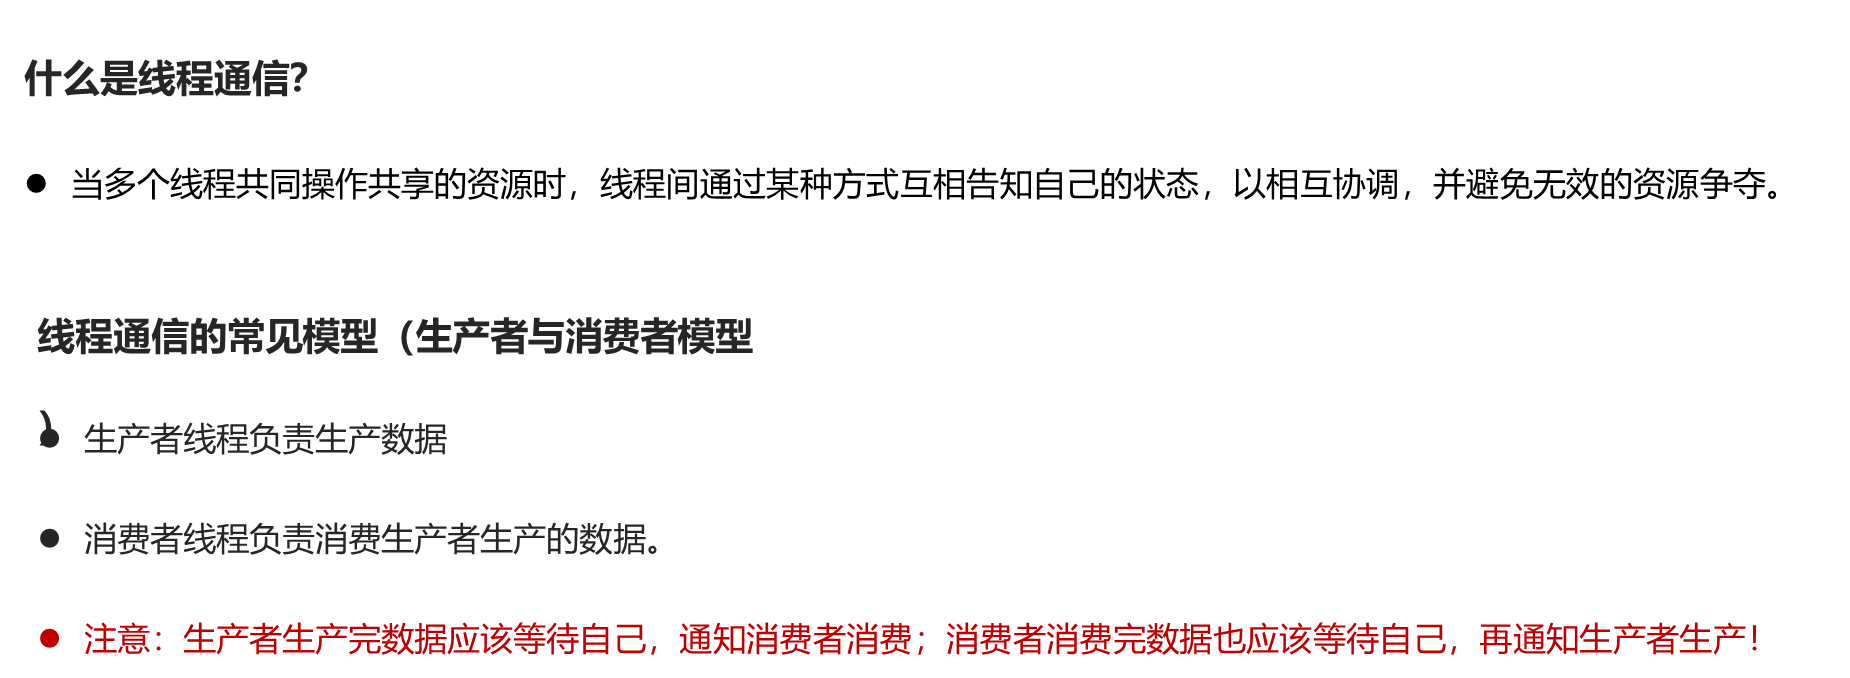 什么是线程通信?
● 当多个线程共同操作共享的资源时，线程间通过某种方式互相告知自己的状态，以相互协调，并避免无效的资源争夺。
线程通信的常见模型（生产者与消费者模型
）
● 生产者线程负责生产数据
● 消费者线程负责消费生产者生产的数据。
● 注意：生产者生产完数据应该等待自己，通知消费者消费；消费者消费完数据也应该等待自己，再通知生产者生产！